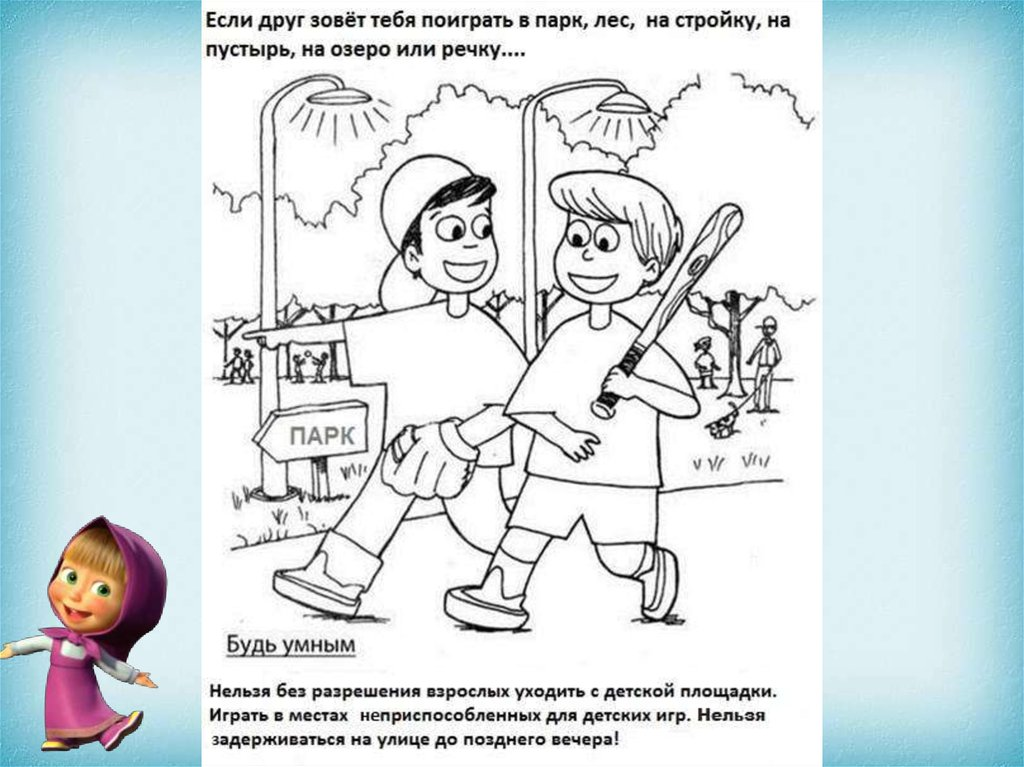 Если друг зовёт тебя поиграть в парк, лес, на стройку, на
пустырь, на озеро или речку....
ПАРК
Будь умным
Нельзя без разрешения взрослых уходить с детской площадки.
Играть в местах неприспособленных для детских игр. Нельзя
задерживаться на улице до позднего вечера!